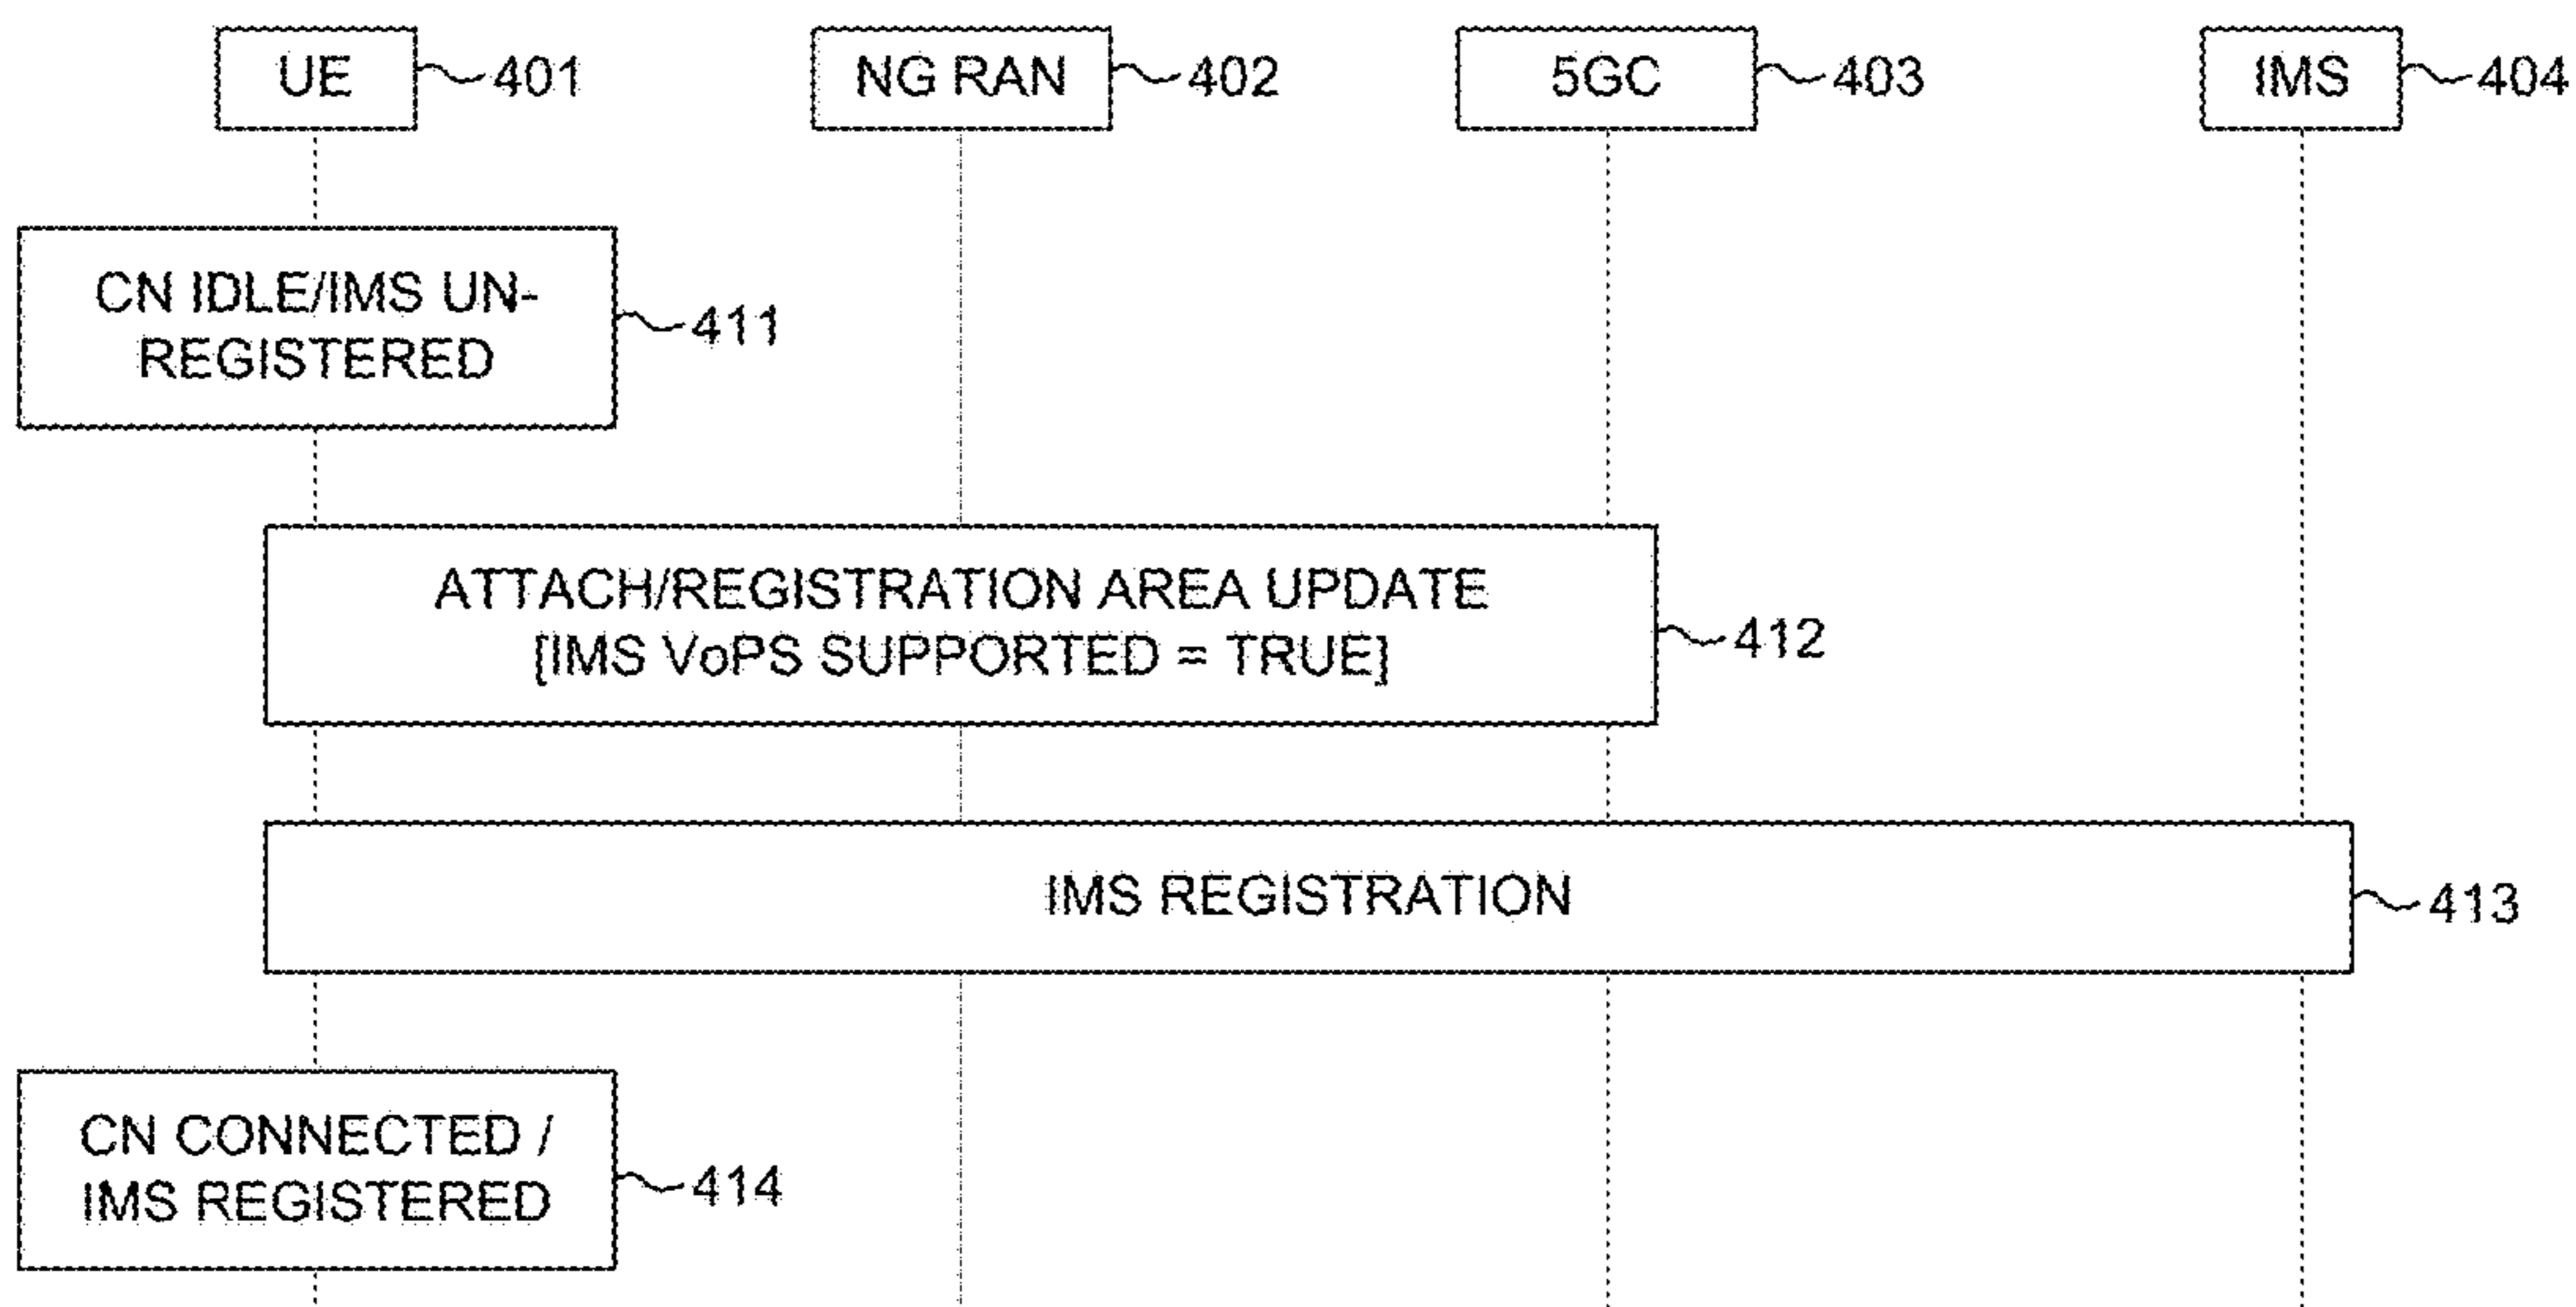 UE 401 NG RAN 402 5GC 403 IMS 404
CN IDLE/IMS UN-
REGISTERED
411
ATTACH/REGISTRATION AREA UPDATE
[IMS VoPS SUPPORTED = TRUE]
412
IMS REGISTRATION
413
CN CONNECTED /
IMS REGISTERED
414